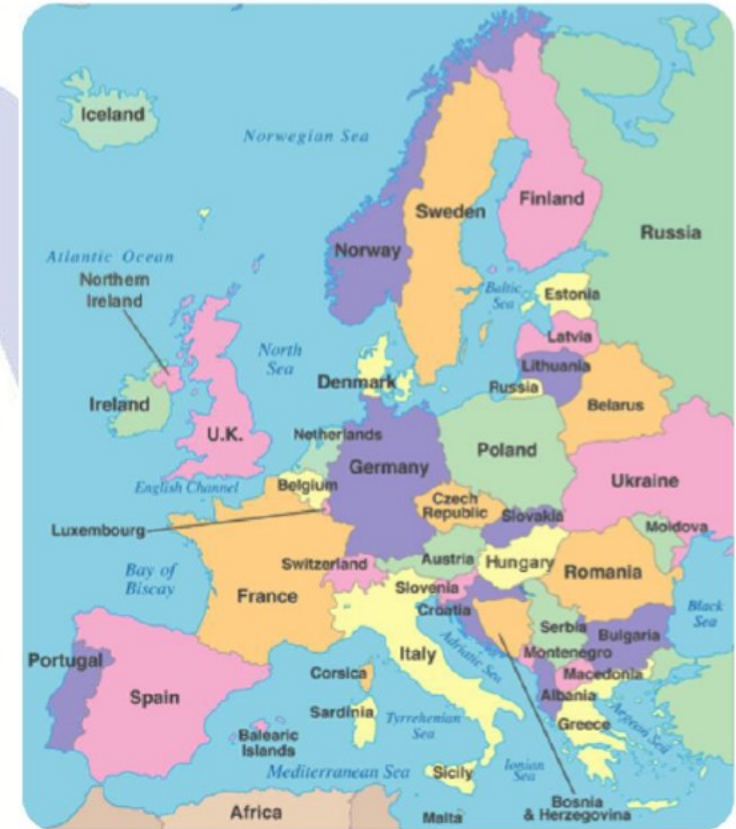 Iceland
Norwegian Sea
Finland
Sweden
Russia
Norway
Atlantic Ocean
Northern
Ireland
Baltic
Sea
Estonia
North
Sea
Latvia
Lithuania
Denmark
Russia
Ireland
Belarus
U.K.
Netherlands
Poland
Germany
Ukraine
English Channel
Belgium
Czech
Republic
Slovakia
Luxembourg
Moldova
Switzerland
Austria
Hungary
Bay of
Biscay
Romania
France
Slovenia
Croatia
Black
Sea
Serbia
Bulgaria
Italy
Adriatic Sea
Montenegro
Portugal
Corsica
Macedonia
Spain
Albania
Sardinia
Tyrrehenian
Sea
Greece
Aegean Sea
Balearic
Islands
Mediterranean Sea
Sicily
Ionian
Sea
Bosnia
& Herzegovina
Africa
Malta